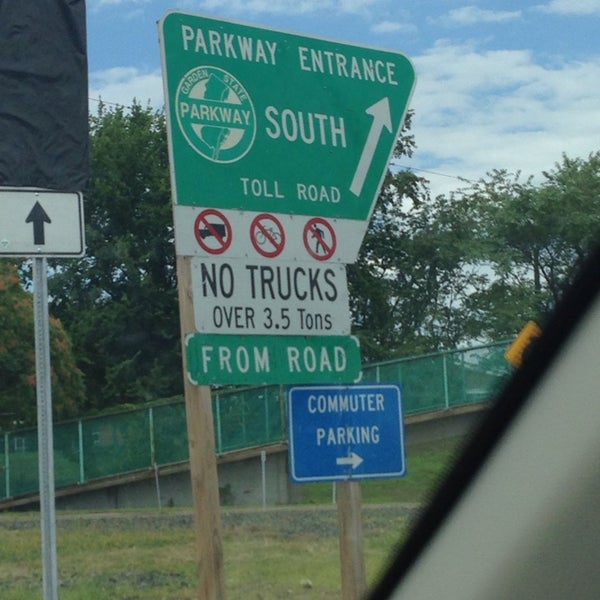 PARKWAY ENTRANCE
GARDEN STATE
PARKWAY
SOUTH
TOLL ROAD
NO TRUCKS
OVER 3.5 Tons
FROM ROAD
COMMUTER
PARKING